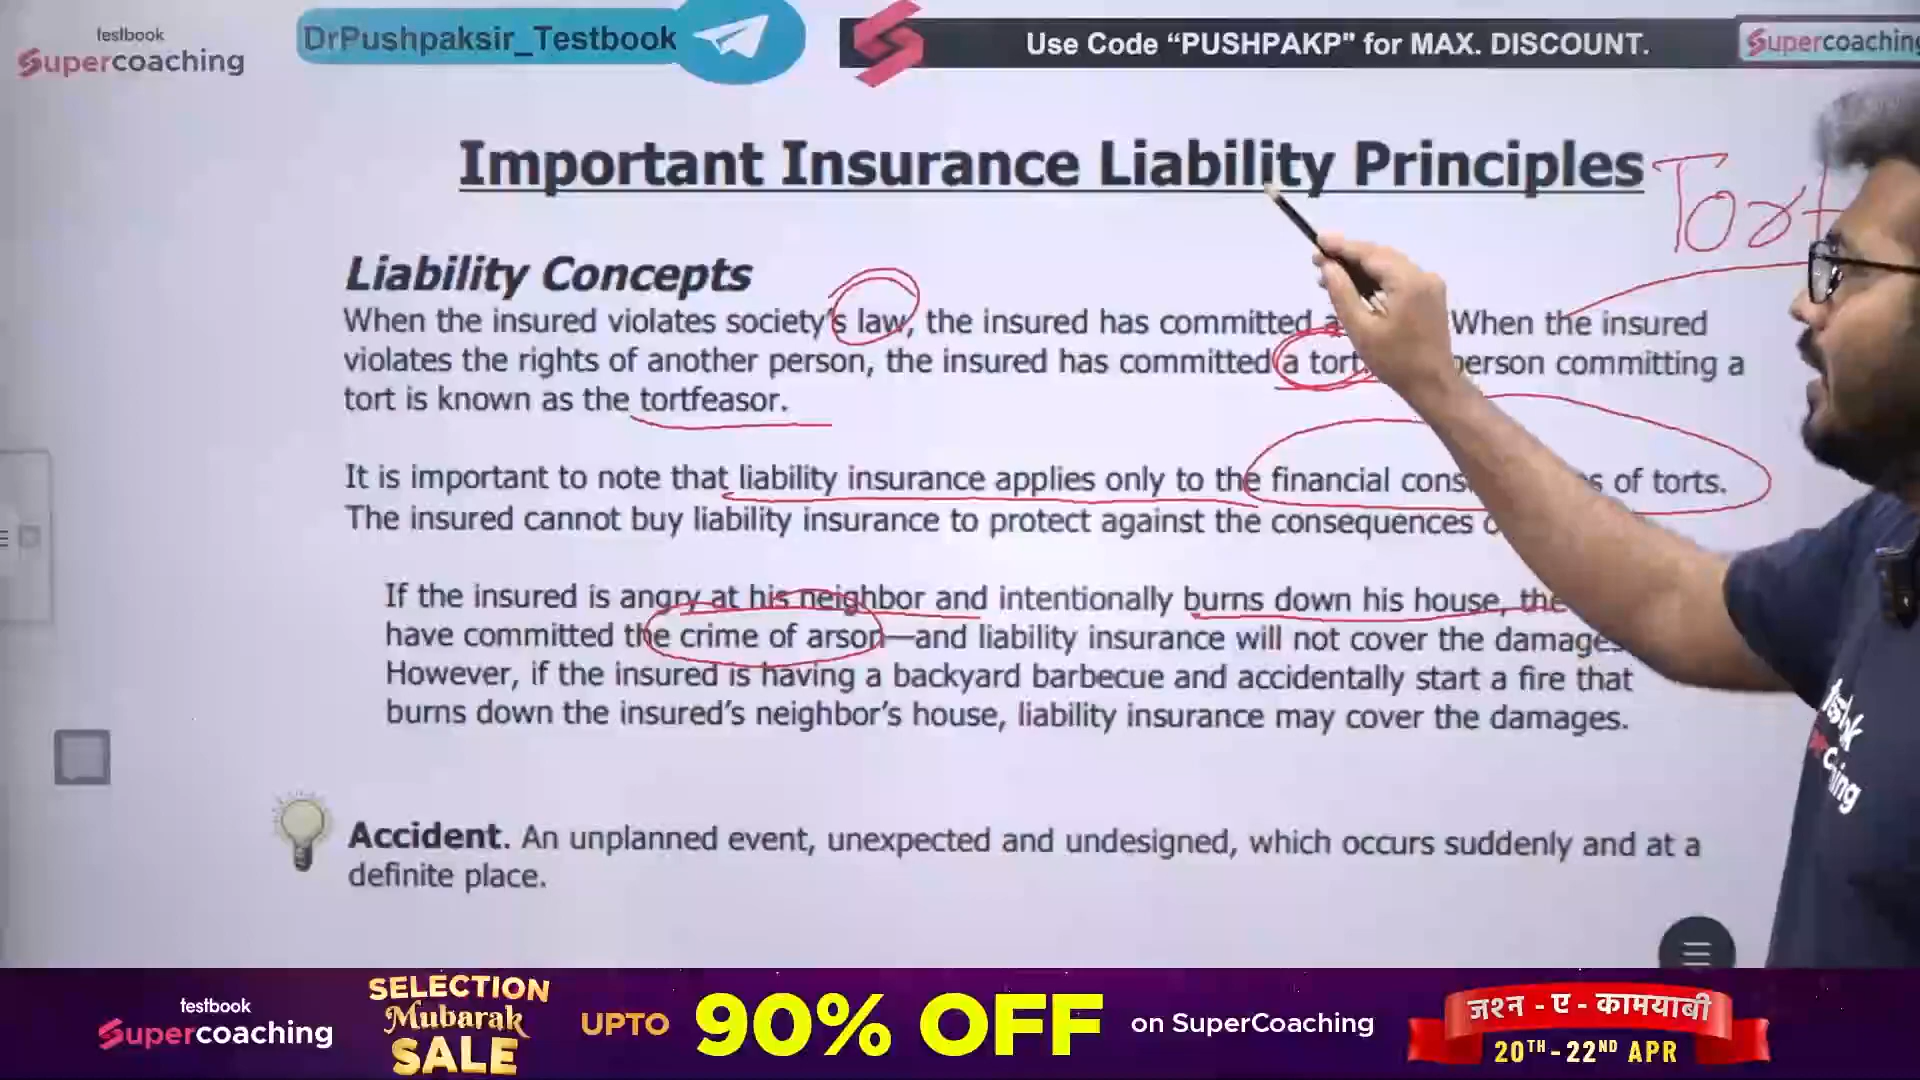 testbook
Supercoaching
DrPushpaksir_Testbook
Use Code “PUSHPAKP" for MAX. DISCOUNT.
Supercoaching
Important Insurance Liability Principles
Tort
Liability Concepts
When the insured violates society's law, the insured has committed a When the insured
violates the rights of another person, the insured has committed a tort. person committing a
tort is known as the tortfeasor.
It is important to note that liability insurance applies only to the financial of torts.
The insured cannot buy liability insurance to protect against the consequences
If the insured is angry at his neighbor and intentionally burns down his house, the
have committed the crime of arson—and liability insurance will not cover the damages.
However, if the insured is having a backyard barbecue and accidentally start a fire that
burns down the insured’s neighbor’s house, liability insurance may cover the damages.
Accident. An unplanned event, unexpected and undesigned, which occurs suddenly and at a
definite place.
testbook
Supercoaching
SELECTION
Mubarak
SALE
UPTO 90% OFF on SuperCoaching
जश्न - ए - कामयाबी
20TH - 22ND APR